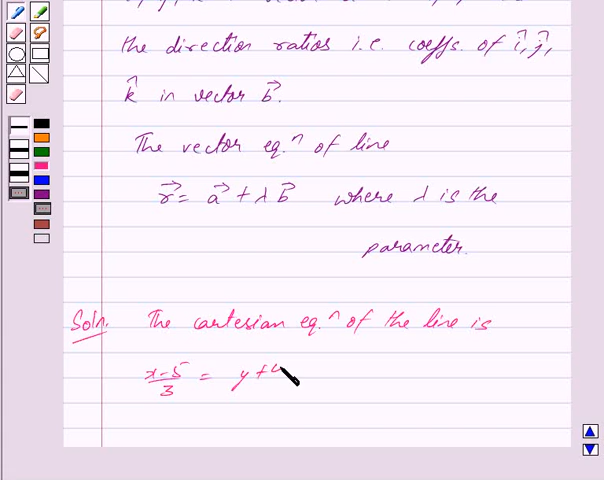 the direction ratios i.e. coeffs. of î, ĵ,
k̂ in vector b⃗.
The vector eq.ⁿ of line
r⃗ = a⃗ + λ b⃗ where λ is the
parameter.
Soln. The cartesian eq.ⁿ of the line is
x-5/3 = y+4